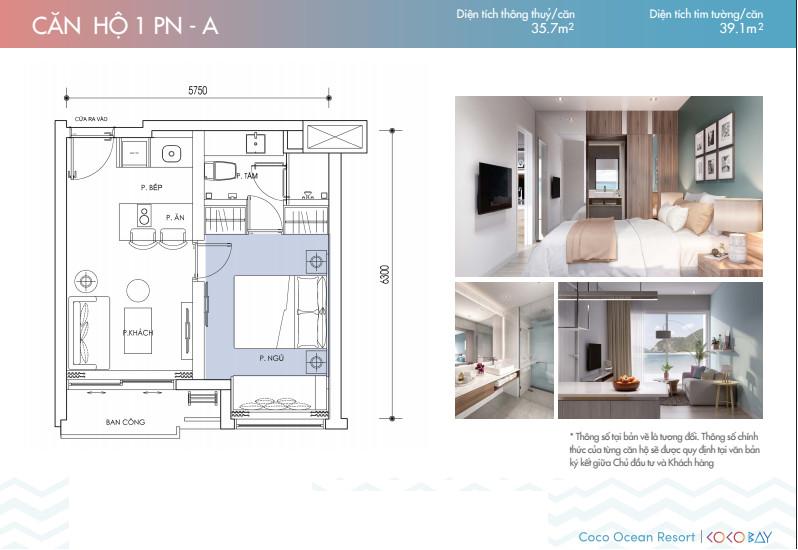 CĂN HỘ 1 PN - A
Diện tích thông thuỷ/căn
35.7m²
Diện tích tim tường/căn
39.1m²
5750
CỬA RA VÀO
P. TẮM
P. BẾP
P. ĂN
6300
P.KHÁCH
P. NGỦ
BAN CÔNG
* Thông số tại bản vẽ là tương đối. Thông số chính
thức của từng căn hộ sẽ được quy định tại văn bản
ký kết giữa Chủ đầu tư và Khách hàng
Coco Ocean Resort | COCOBAY